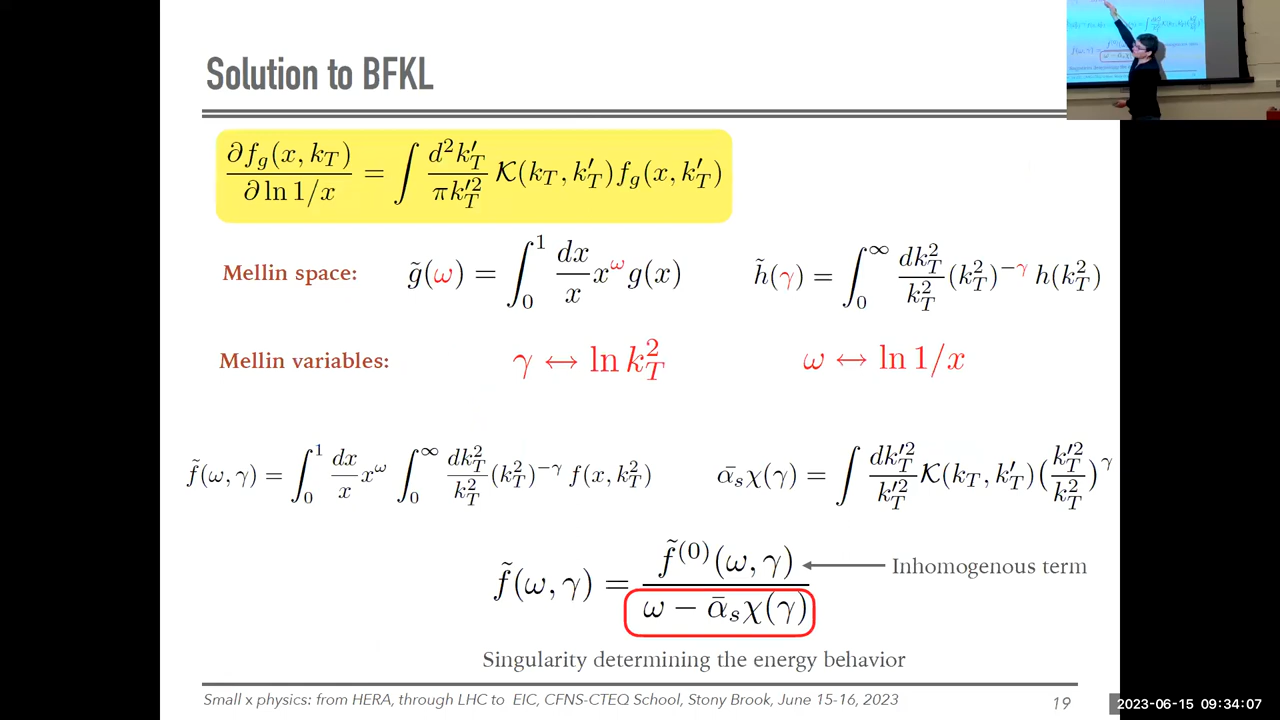 Solution to BFKL
∂f_g(x, k_T) / ∂ ln 1/x = ∫ d²k′_T / πk′²_T 𝒦(k_T, k′_T) f_g(x, k′_T)
Mellin space: g̃(ω) = ∫₀¹ dx/x x^ω g(x) h̃(γ) = ∫₀^∞ dk²_T/k²_T (k²_T)^{−γ} h(k²_T)
Mellin variables: γ ↔ ln k²_T ω ↔ ln 1/x
f̃(ω, γ) = ∫₀¹ dx/x x^ω ∫₀^∞ dk²_T/k²_T (k²_T)^{−γ} f(x, k²_T) ᾱ_s χ(γ) = ∫ dk′²_T/k′²_T 𝒦(k_T, k′_T) (k′²_T/k²_T)^γ
f̃(ω, γ) = f̃^{(0)}(ω, γ) / ω − ᾱ_s χ(γ) Inhomogenous term
Singularity determining the energy behavior
Small x physics: from HERA, through LHC to EIC, CFNS-CTEQ School, Stony Brook, June 15-16, 2023 19
2023-06-15 09:34:07